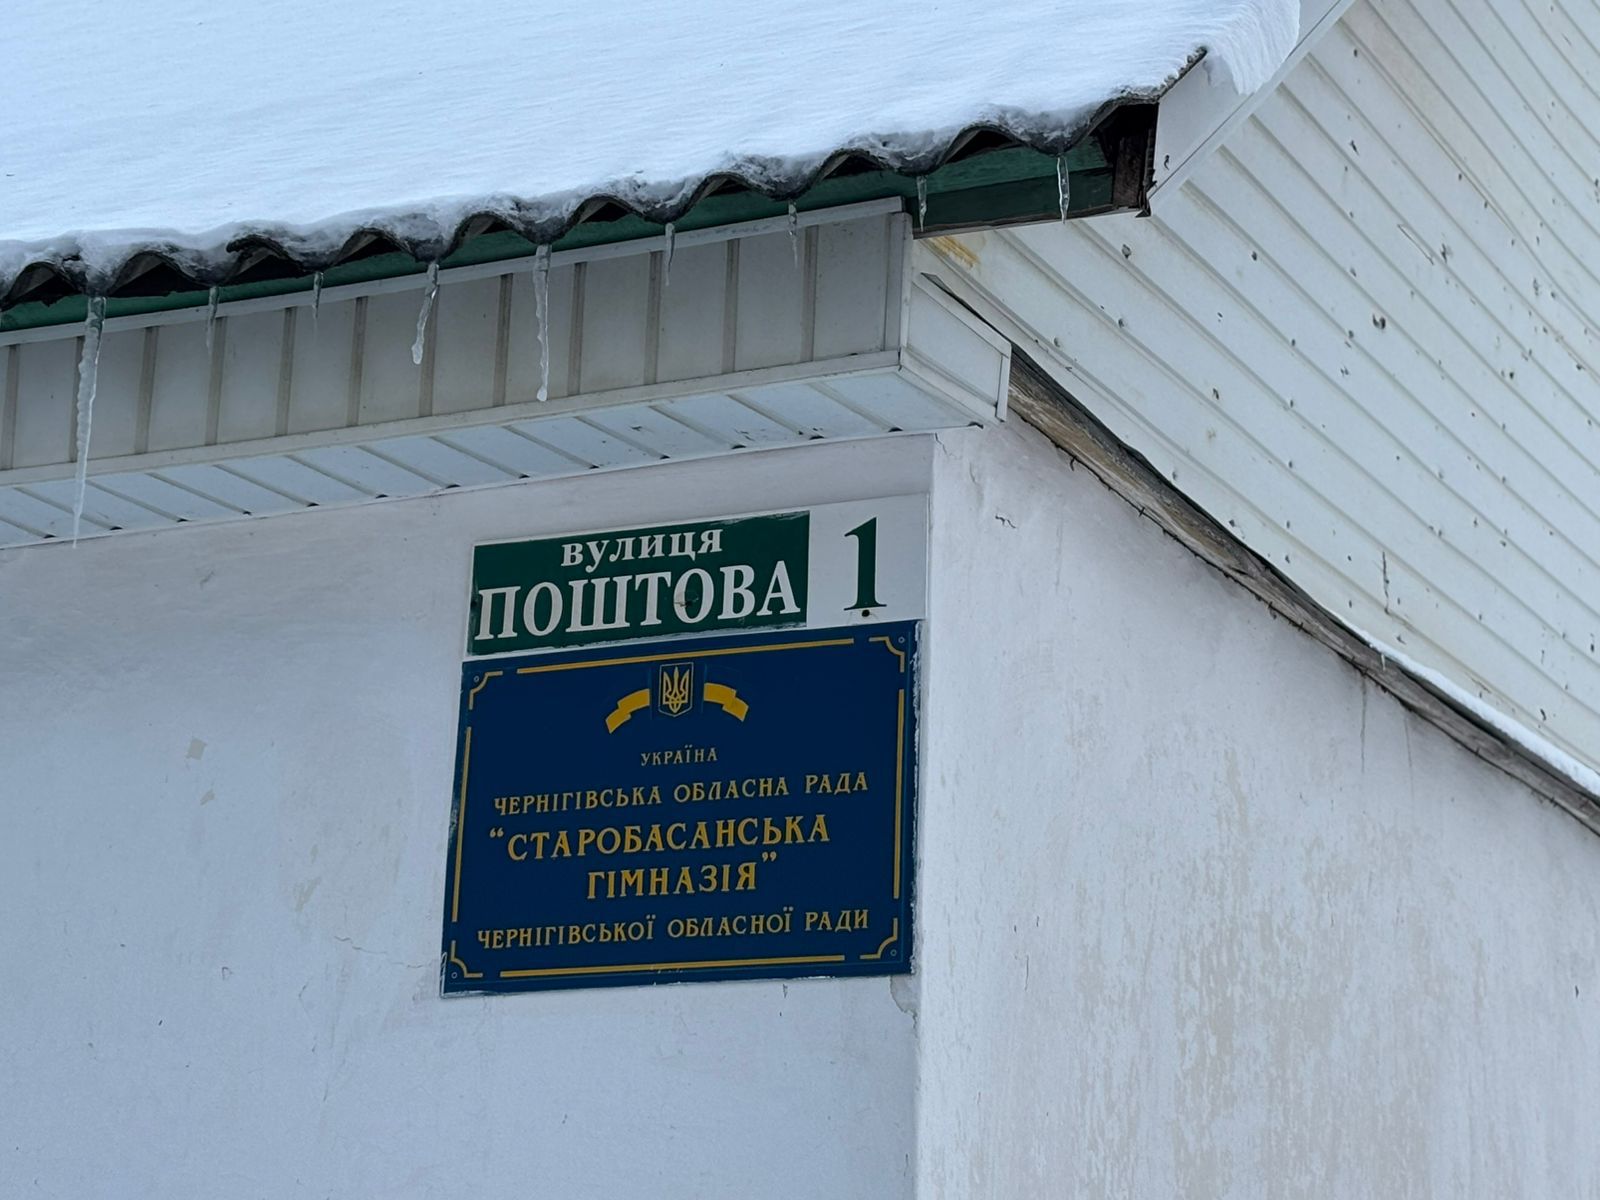 вулиця
ПОШТОВА 1
УКРАЇНА
ЧЕРНІГІВСЬКА ОБЛАСНА РАДА
“СТАРОБАСАНСЬКА
ГІМНАЗІЯ”
ЧЕРНІГІВСЬКОЇ ОБЛАСНОЇ РАДИ